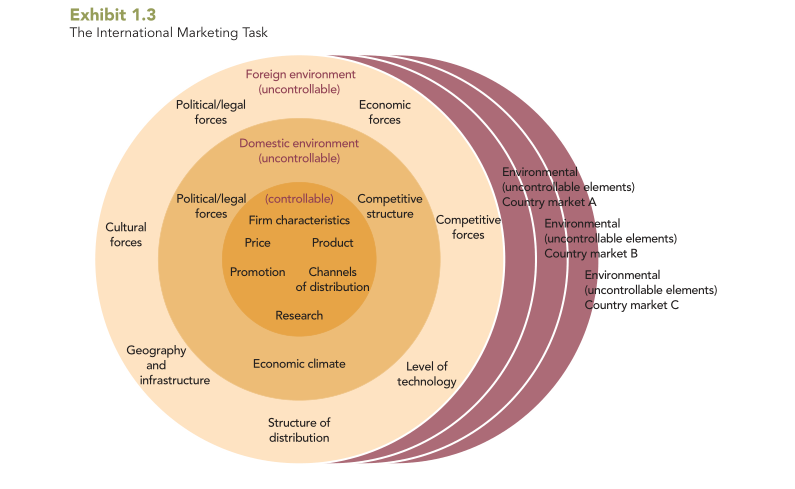 Exhibit 1.3
The International Marketing Task
Foreign environment
(uncontrollable)
Political/legal
forces
Economic
forces
Domestic environment
(uncontrollable)
Political/legal
forces
Competitive
structure
(controllable)
Firm characteristics
Price
Product
Promotion
Channels
of distribution
Research
Cultural
forces
Competitive
forces
Environmental
(uncontrollable elements)
Country market A
Environmental
(uncontrollable elements)
Country market B
Environmental
(uncontrollable elements)
Country market C
Geography
and
infrastructure
Economic climate
Level of
technology
Structure of
distribution